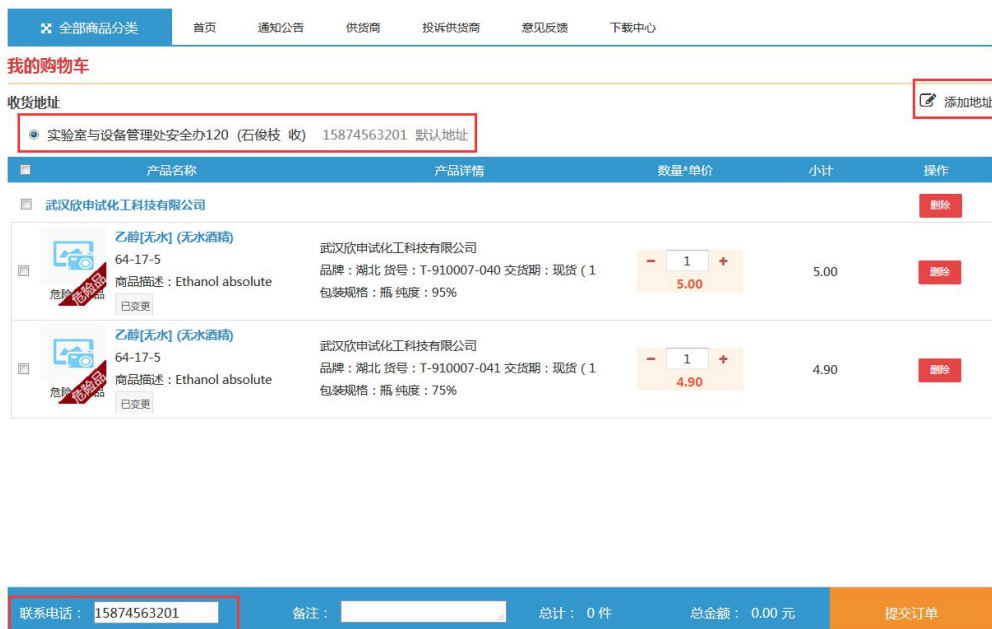 全部商品分类 首页 通知公告 供货商 投诉供货商 意见反馈 下载中心
我的购物车
收货地址 添加地址
实验室与设备管理处安全办120 (石俊枝 收) 15874563201 默认地址
产品名称 产品详情 数量*单价 小计 操作
武汉欣申试化工科技有限公司 删除
乙醇[无水] (无水酒精)
64-17-5
商品描述：Ethanol absolute
已变更
危险品
武汉欣申试化工科技有限公司
品牌：湖北 货号：T-910007-040 交货期：现货 ( 1
包装规格：瓶 纯度：95%
- 1 +
5.00
5.00
删除
乙醇[无水] (无水酒精)
64-17-5
商品描述：Ethanol absolute
已变更
危险品
武汉欣申试化工科技有限公司
品牌：湖北 货号：T-910007-041 交货期：现货 ( 1
包装规格：瓶 纯度：75%
- 1 +
4.90
4.90
删除
联系电话： 15874563201 备注： 总计： 0 件 总金额： 0.00 元 提交订单